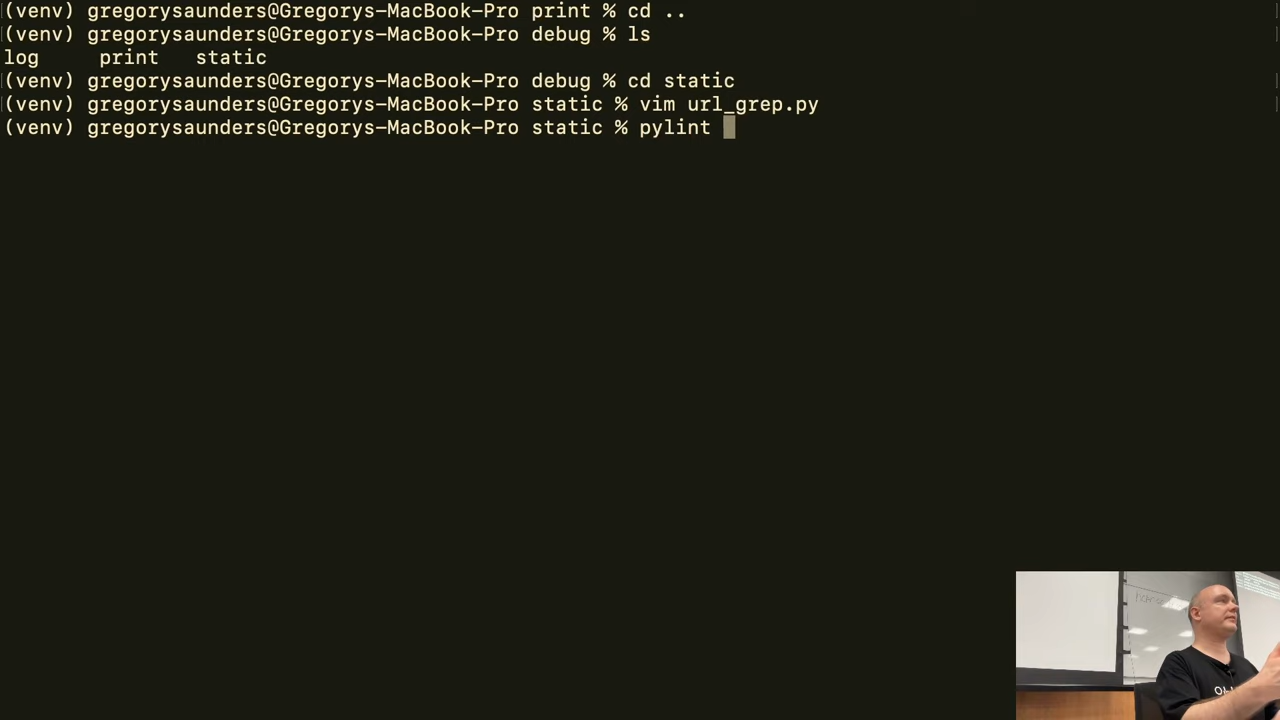 (venv) gregorysaunders@Gregorys-MacBook-Pro print % cd ..
(venv) gregorysaunders@Gregorys-MacBook-Pro debug % ls
log     print   static
(venv) gregorysaunders@Gregorys-MacBook-Pro debug % cd static
(venv) gregorysaunders@Gregorys-MacBook-Pro static % vim url_grep.py
(venv) gregorysaunders@Gregorys-MacBook-Pro static % pylint